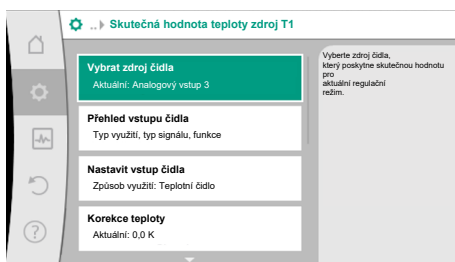 ..▸ Skutečná hodnota teploty zdroj T1
Vybrat zdroj čidla
Aktuální: Analogový vstup 3
Přehled vstupu čidla
Typ využití, typ signálu, funkce
Nastavit vstup čidla
Způsob využití: Teplotní čidlo
Korekce teploty
Aktuální: 0,0 K
Vyberte zdroj čidla,
který poskytne skutečnou hodnotu
pro
aktuální regulační
režim.
?